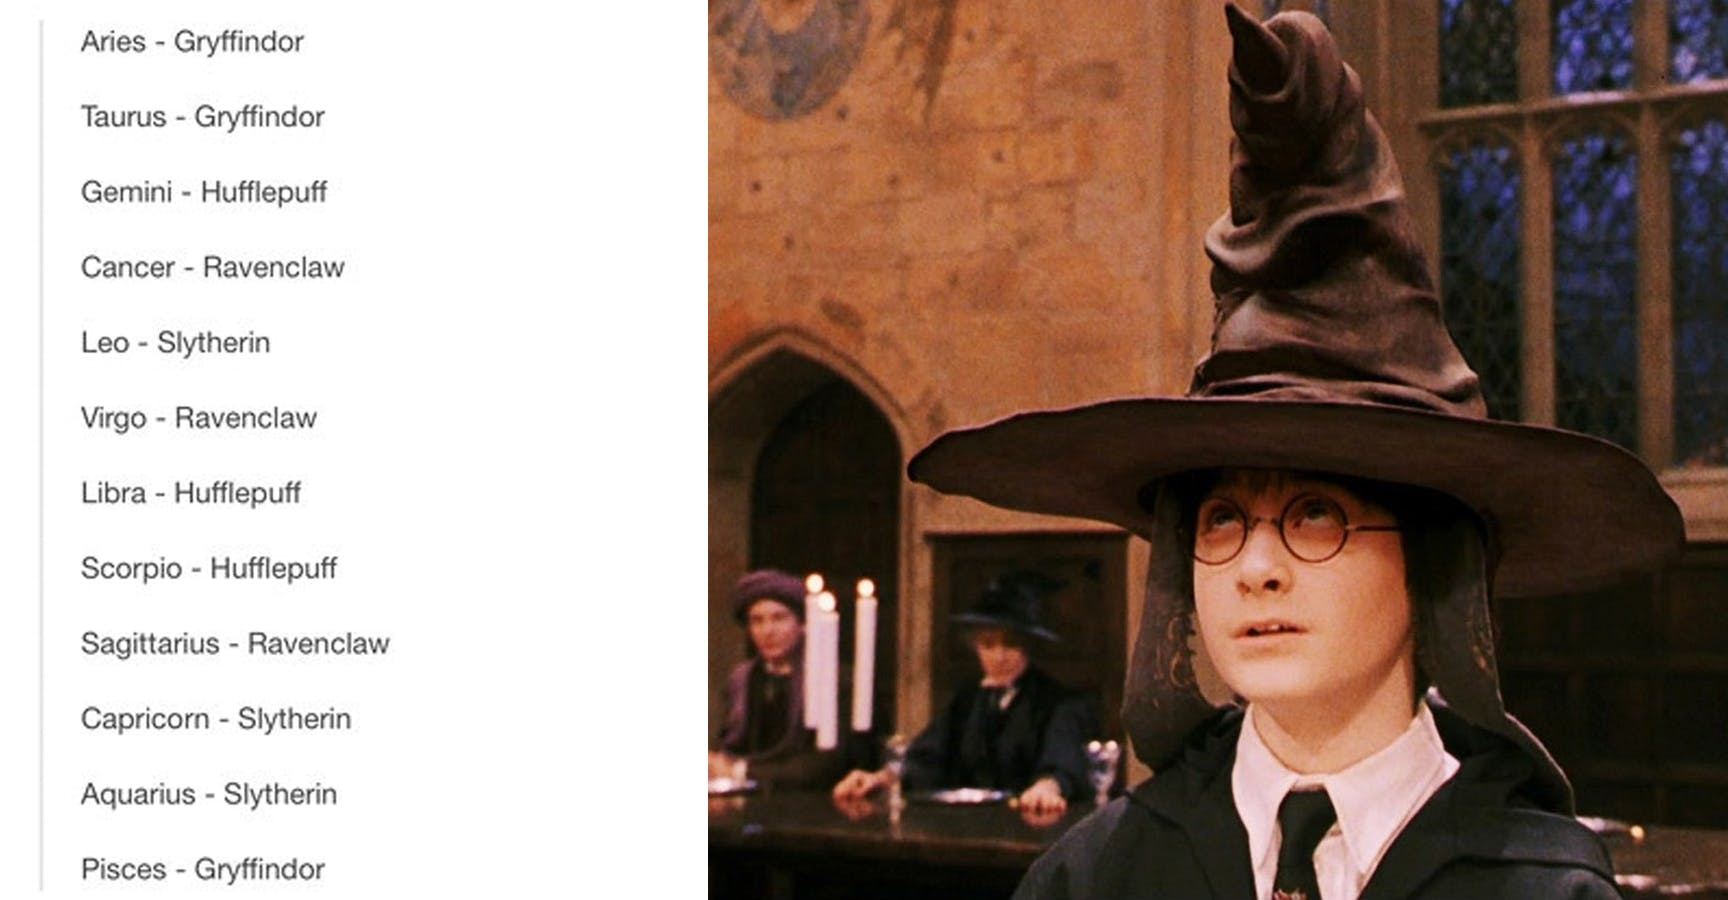 Aries - Gryffindor
Taurus - Gryffindor
Gemini - Hufflepuff
Cancer - Ravenclaw
Leo - Slytherin
Virgo - Ravenclaw
Libra - Hufflepuff
Scorpio - Hufflepuff
Sagittarius - Ravenclaw
Capricorn - Slytherin
Aquarius - Slytherin
Pisces - Gryffindor